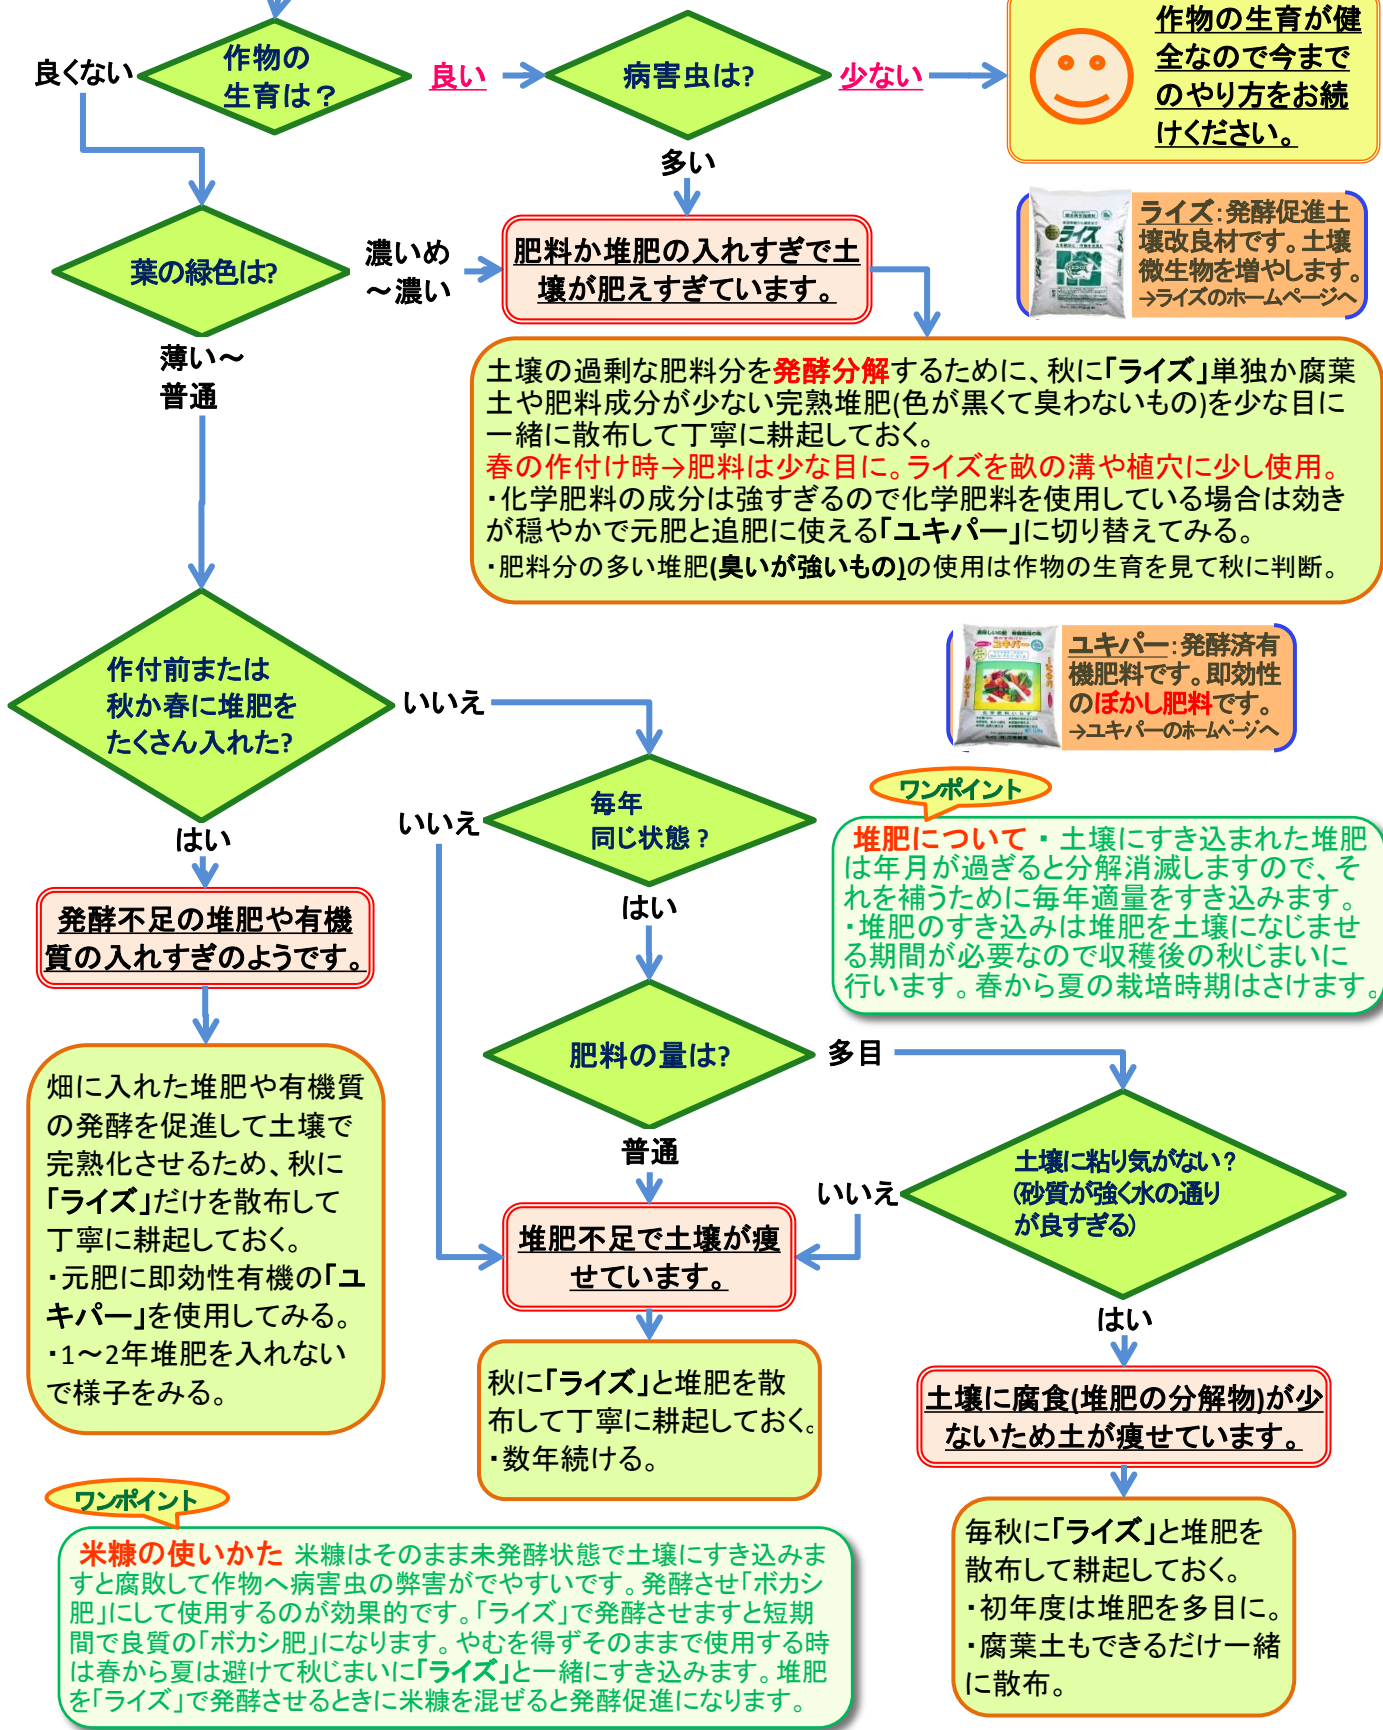 作物の
生育は？
良くない
良い
病害虫は?
少ない
作物の生育が健
全なので今まで
のやり方をお続
けください。
多い
葉の緑色は?
濃いめ
～濃い
肥料か堆肥の入れすぎで土
壌が肥えすぎています。
ライズ
ライズ:発酵促進土
壌改良材です。土壌
微生物を増やします。
→ライズのホームページへ
薄い～
普通
土壌の過剰な肥料分を発酵分解するために、秋に「ライズ」単独か腐葉
土や肥料成分が少ない完熟堆肥(色が黒くて臭わないもの)を少な目に
一緒に散布して丁寧に耕起しておく。
春の作付け時→肥料は少な目に。ライズを畝の溝や植穴に少し使用。
・化学肥料の成分は強すぎるので化学肥料を使用している場合は効き
が穏やかで元肥と追肥に使える「ユキパー」に切り替えてみる。
・肥料分の多い堆肥(臭いが強いもの)の使用は作物の生育を見て秋に判断。
ユキパー
ユキパー:発酵済有
機肥料です。即効性
のぼかし肥料です。
→ユキパーのホームページへ
作付前または
秋か春に堆肥を
たくさん入れた?
いいえ
はい
毎年
同じ状態？
いいえ
はい
ワンポイント
堆肥について ・ 土壌にすき込まれた堆肥
は年月が過ぎると分解消滅しますので、そ
れを補うために毎年適量をすき込みます。
・堆肥のすき込みは堆肥を土壌になじませ
る期間が必要なので収穫後の秋じまいに
行います。春から夏の栽培時期はさけます。
発酵不足の堆肥や有機
質の入れすぎのようです。
畑に入れた堆肥や有機質
の発酵を促進して土壌で
完熟化させるため、秋に
「ライズ」だけを散布して
丁寧に耕起しておく。
・元肥に即効性有機の「ユ
キパー」を使用してみる。
・1～2年堆肥を入れない
で様子をみる。
肥料の量は?
多目
普通
土壌に粘り気がない？
(砂質が強く水の通り
が良すぎる)
いいえ
はい
堆肥不足で土壌が痩
せています。
秋に「ライズ」と堆肥を散
布して丁寧に耕起しておく。
・数年続ける。
土壌に腐食(堆肥の分解物)が少
ないため土が痩せています。
毎秋に「ライズ」と堆肥を
散布して耕起しておく。
・初年度は堆肥を多目に。
・腐葉土もできるだけ一緒
に散布。
ワンポイント
米糠の使いかた 米糠はそのまま未発酵状態で土壌にすき込みま
すと腐敗して作物へ病害虫の弊害がでやすいです。発酵させ「ボカシ
肥」にして使用するのが効果的です。「ライズ」で発酵させますと短期
間で良質の「ボカシ肥」になります。やむを得ずそのままで使用する時
は春から夏は避けて秋じまいに「ライズ」と一緒にすき込みます。堆肥
を「ライズ」で発酵させるときに米糠を混ぜると発酵促進になります。